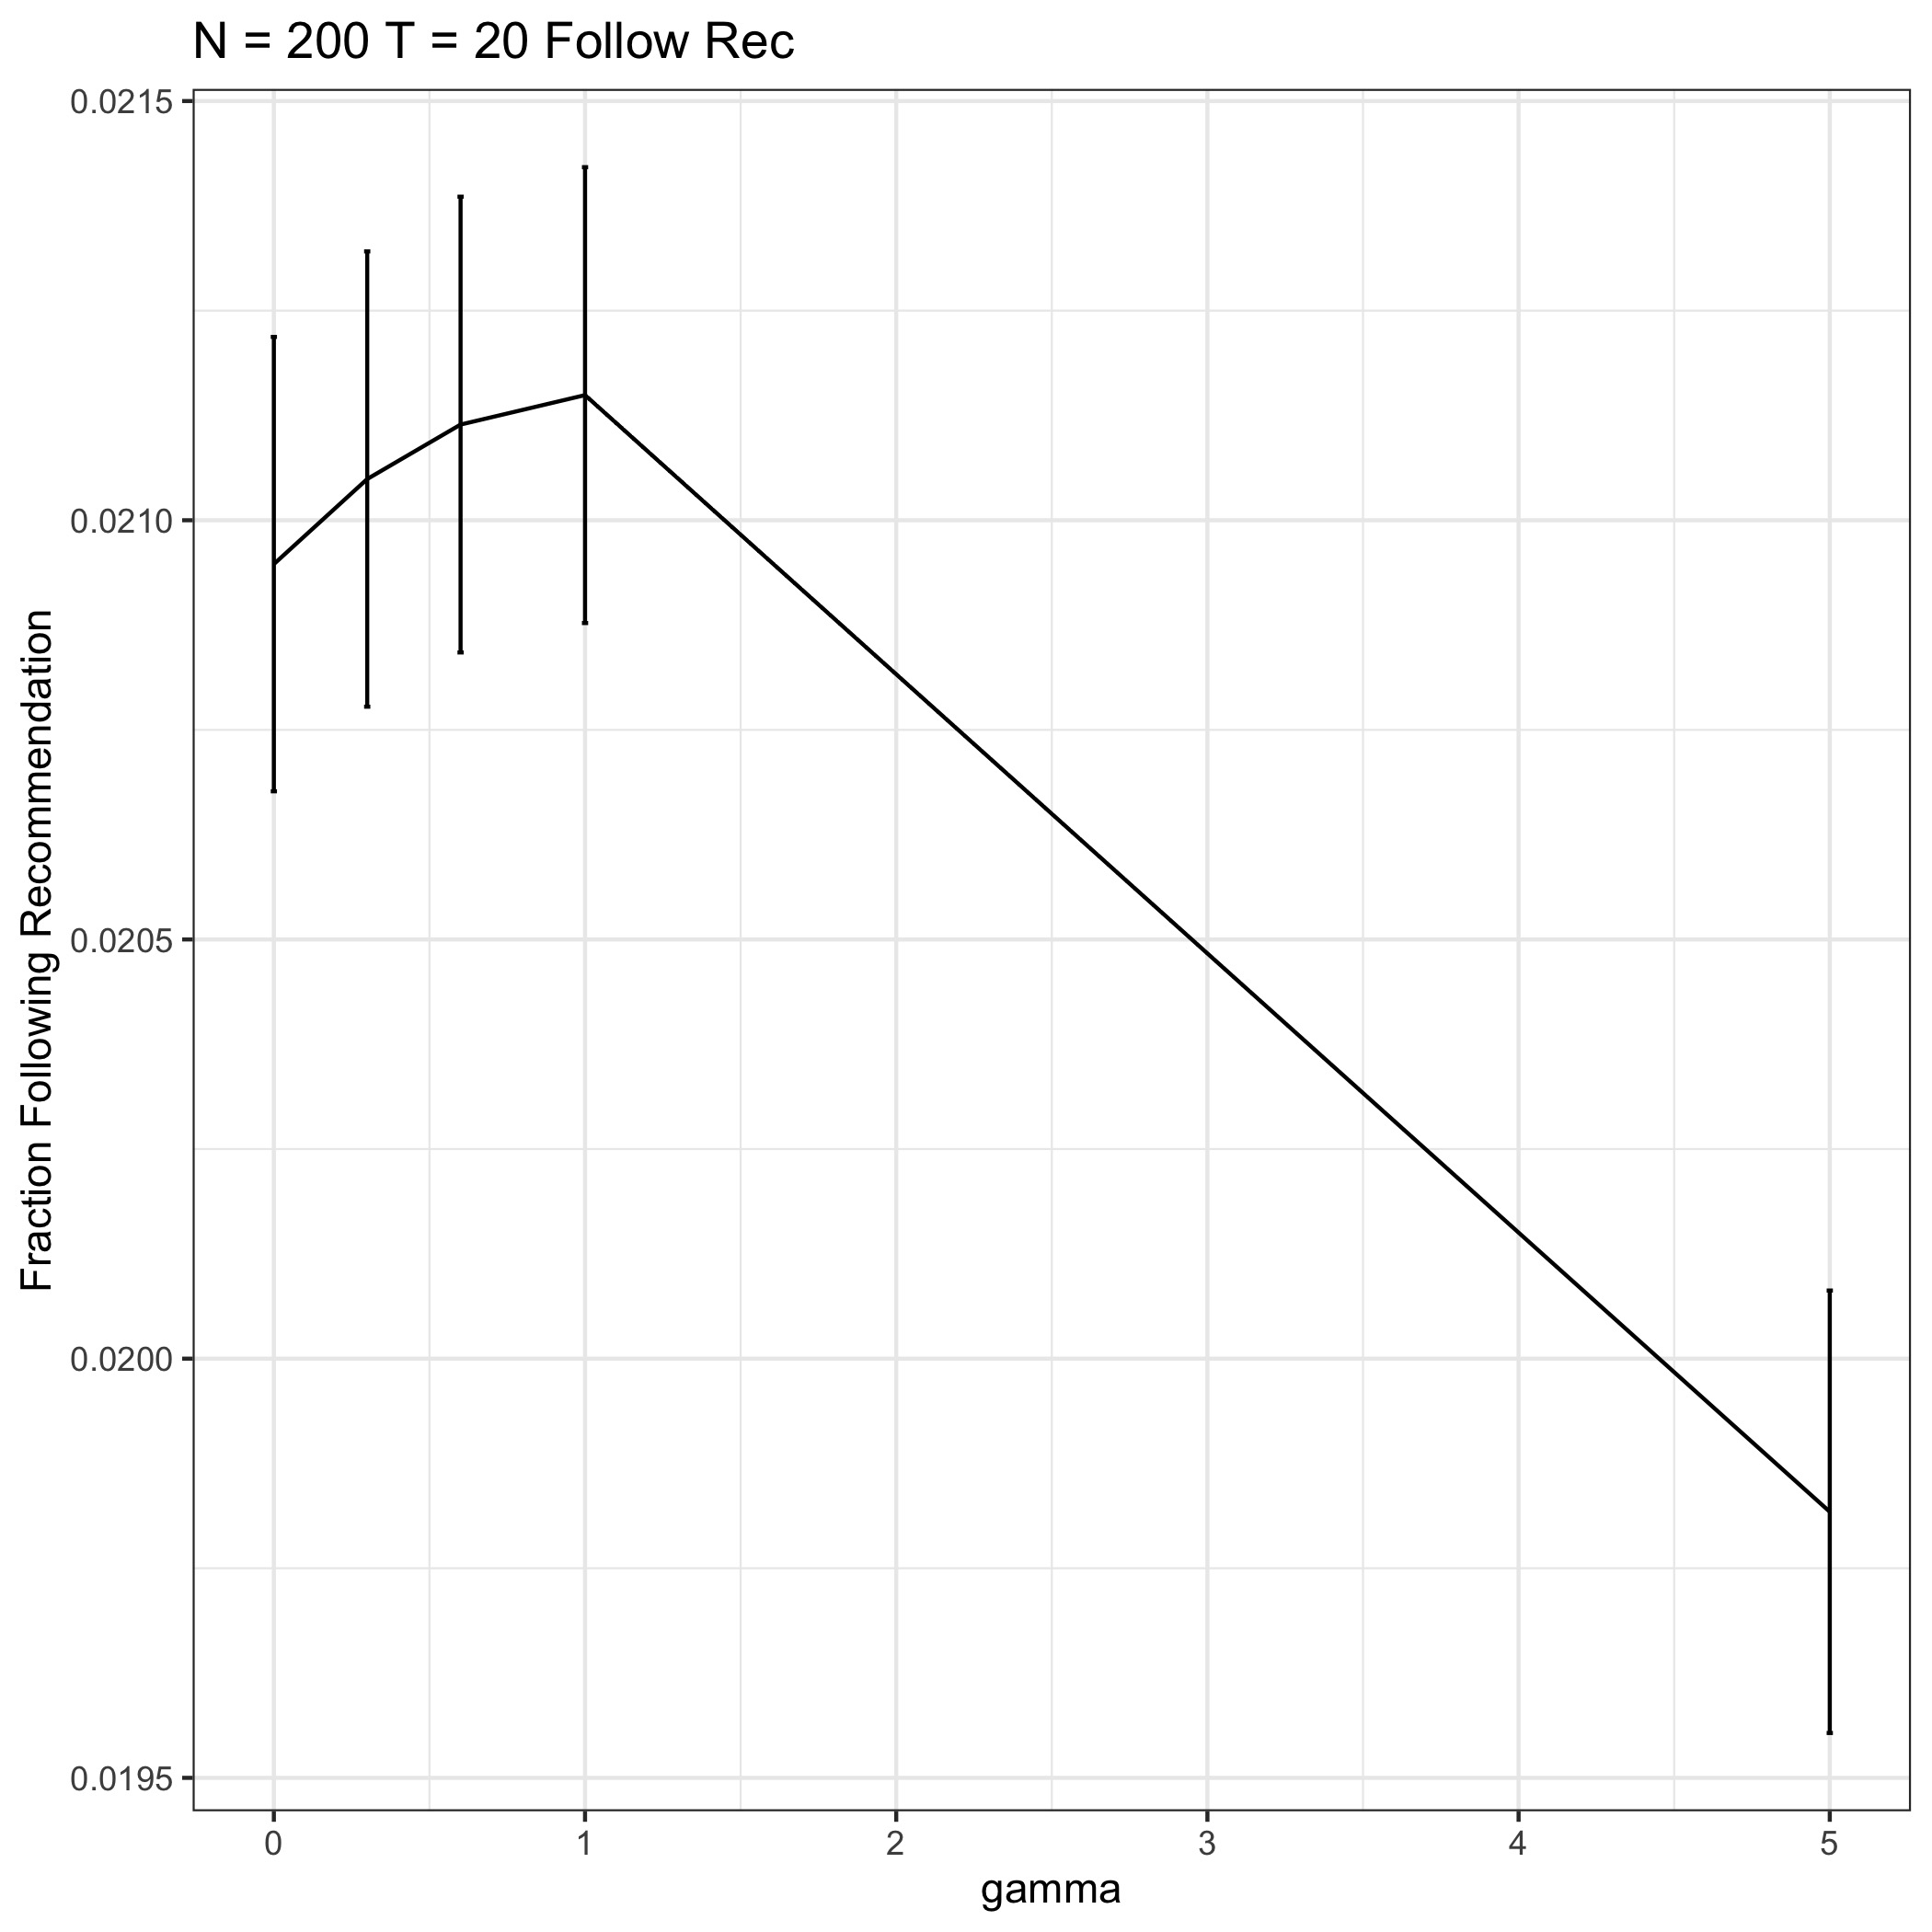 N = 200 T = 20 Follow Rec
0.0215
0.0210
0.0205
0.0200
0.0195
Fraction Following Recommendation
0 1 2 3 4 5
gamma